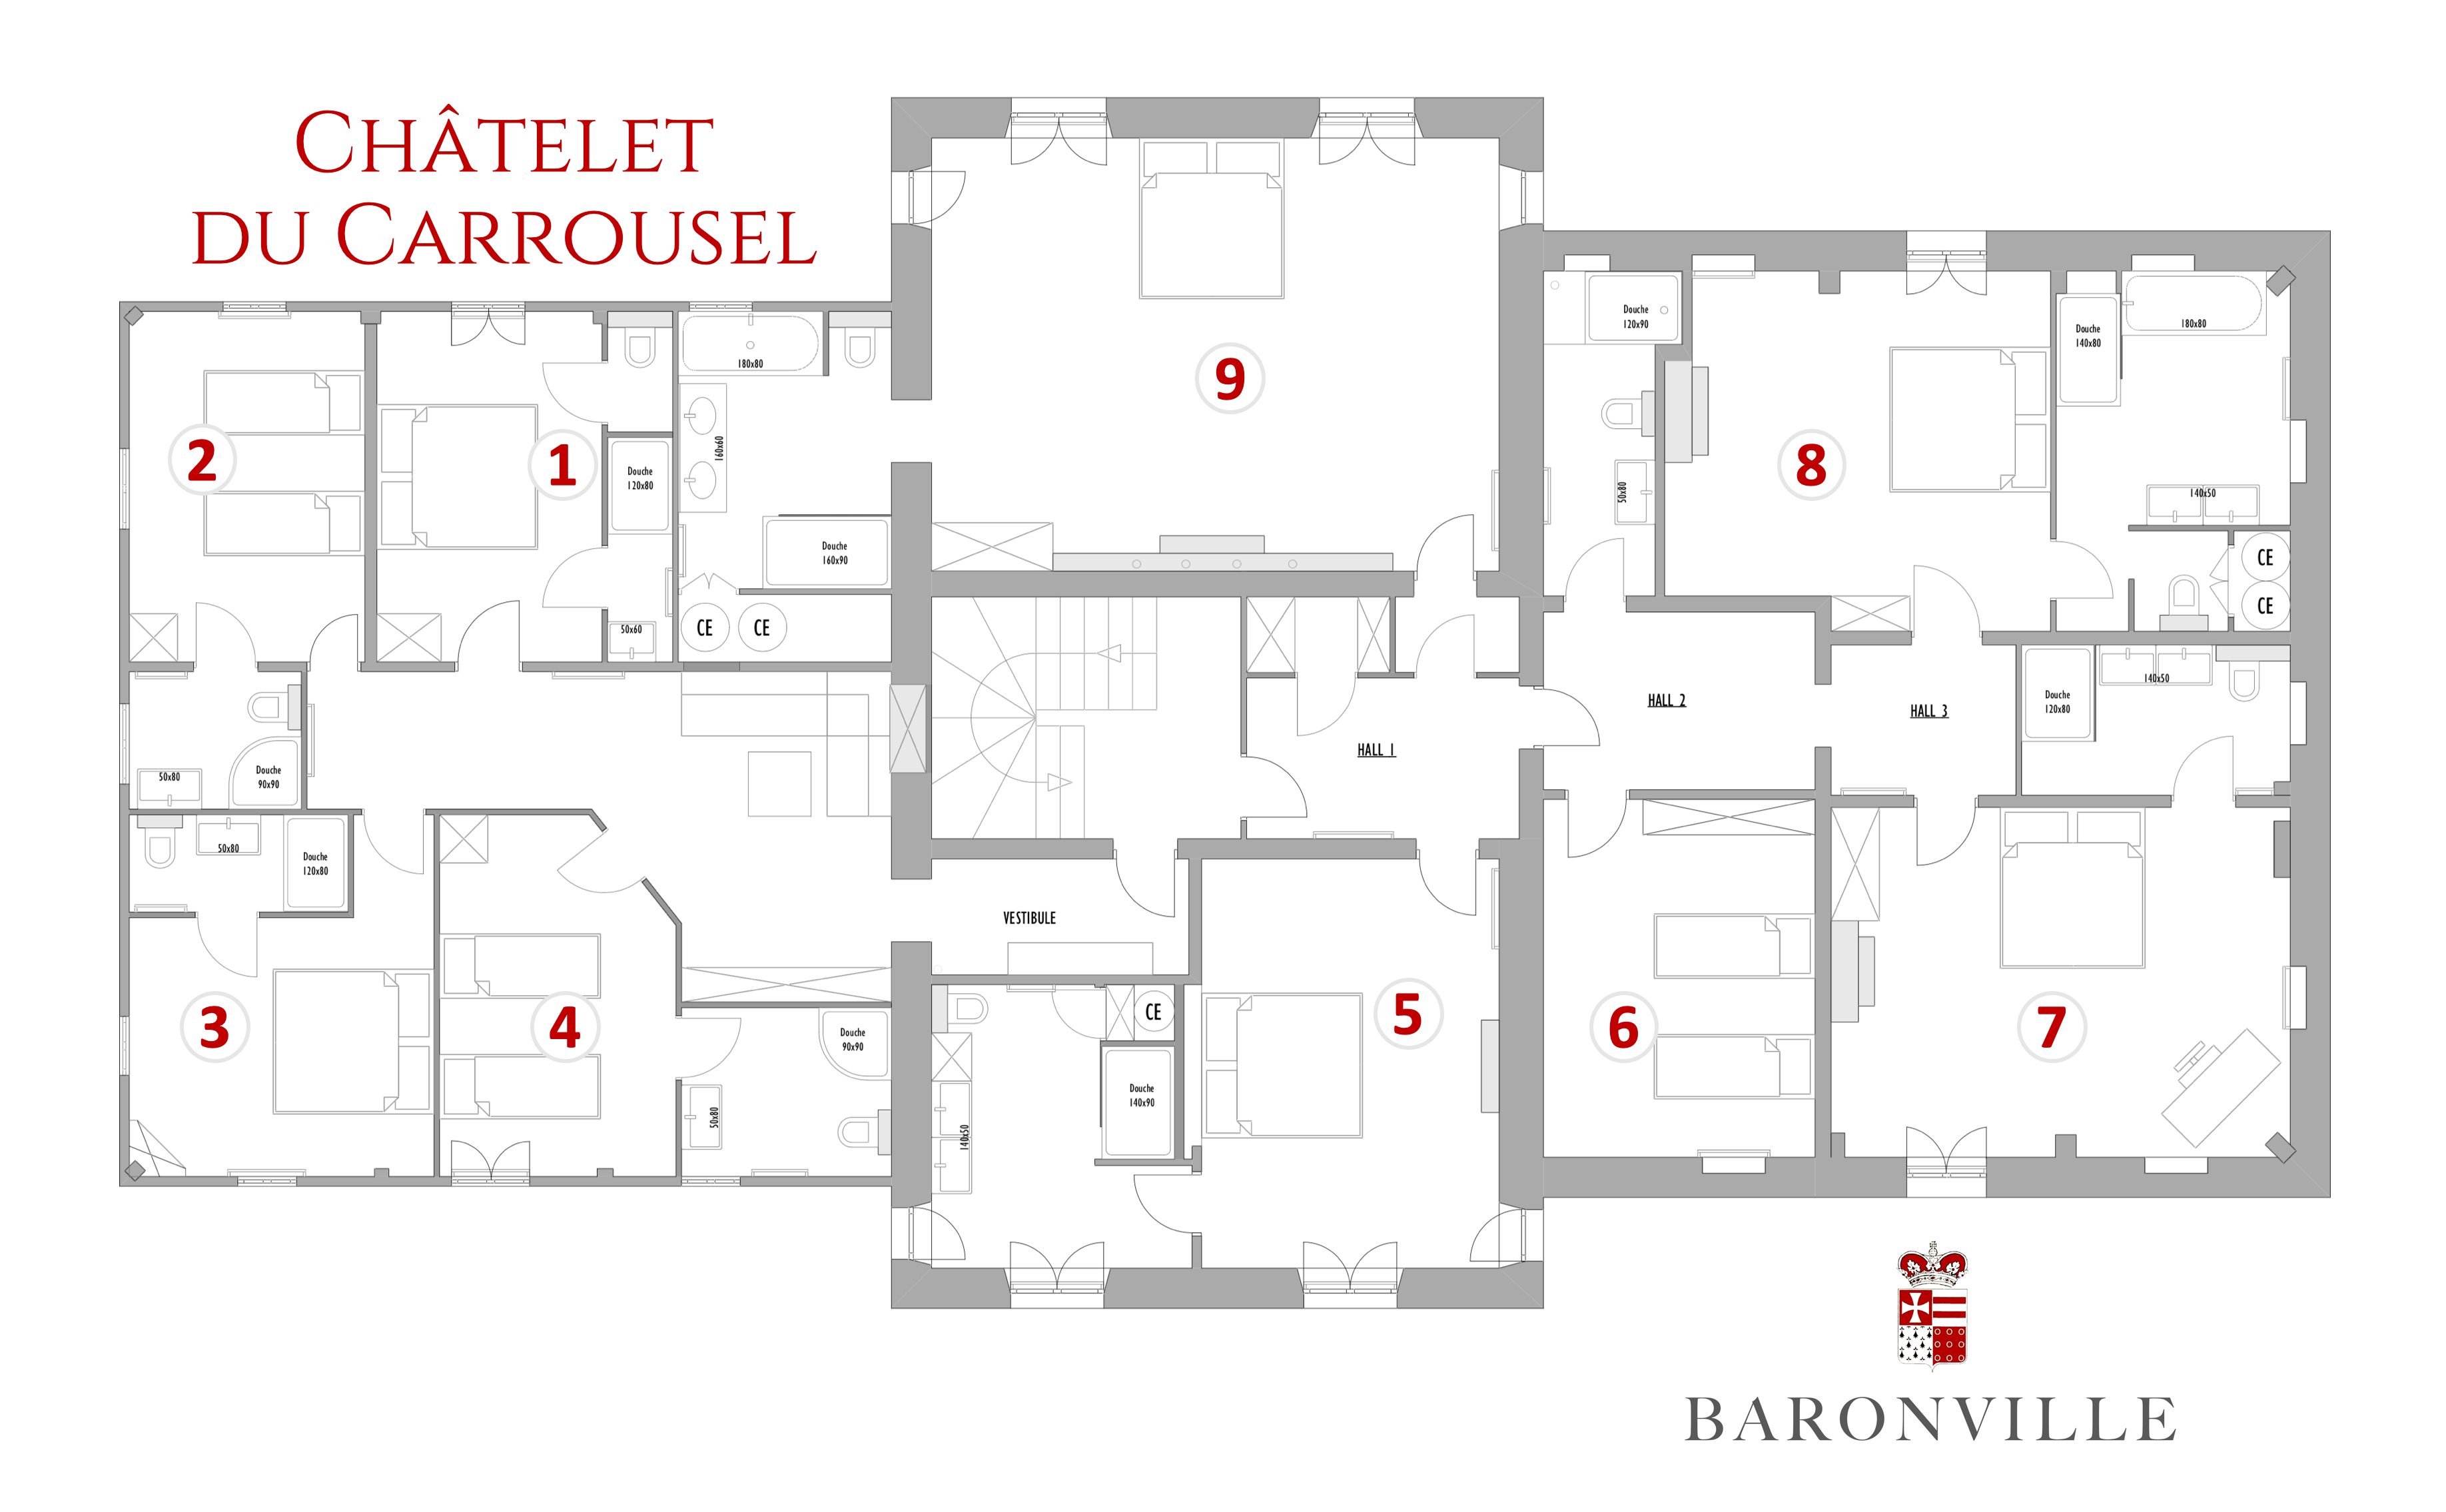 CHÂTELET
DU CARROUSEL
9
Douche
120x90
Douche
140x80
180x80
180x80
2
1
Douche
120x80
160x60
8
50x80
140x50
Douche
160x90
CE
CE
50x60
CE
CE
HALL 2
HALL 3
140x50
Douche
120x80
HALL 1
50x80
Douche
90x90
50x80
Douche
120x80
VESTIBULE
3
4
Douche
90x90
50x80
CE
Douche
140x90
140x50
5
6
7
BARONVILLE